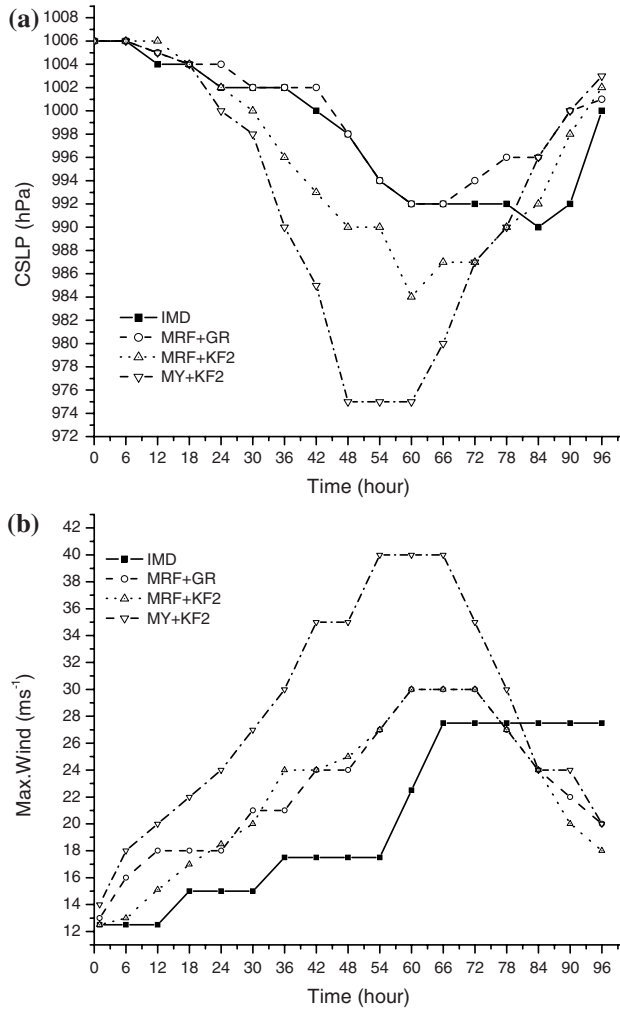 (a)
1008
1006
1004
1002
1000
998
996
994
992
990
988
986
984
982
980
978
976
974
972
CSLP (hPa)
IMD
MRF+GR
MRF+KF2
MY+KF2
0 6 12 18 24 30 36 42 48 54 60 66 72 78 84 90 96
Time (hour)
(b)
42
40
38
36
34
32
30
28
26
24
22
20
18
16
14
12
Max.Wind (ms-1)
IMD
MRF+GR
MRF+KF2
MY+KF2
0 6 12 18 24 30 36 42 48 54 60 66 72 78 84 90 96
Time (hour)